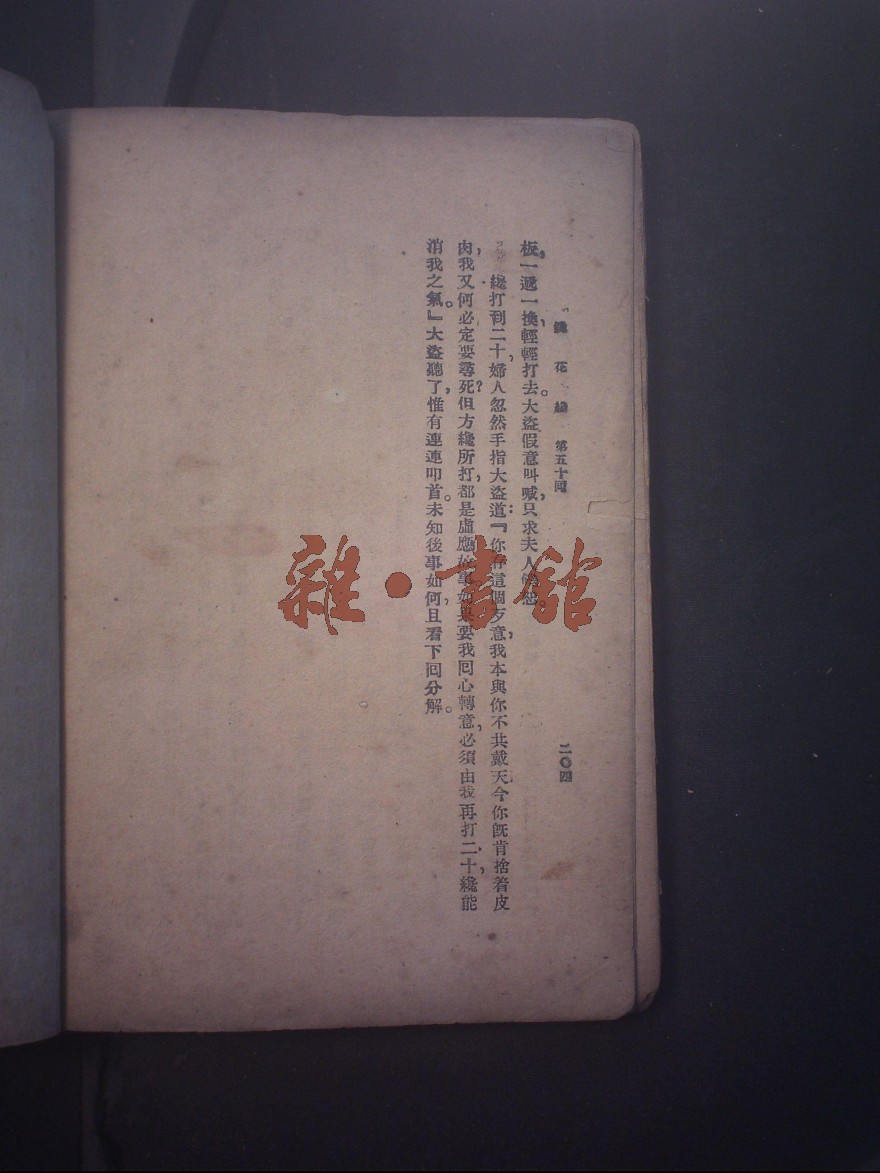 鏡花緣 第五十回
二〇四
板，一遞一換，輕輕打去。大盜假意叫喊，只求夫人
纔打到二十，婦人忽然手指大盜道：『你存這個歹意，我本與你不共戴天。今你既肯捨着皮
肉，我又何必定要尋死？但方纔所打，都是虛應故事，如果要我回心轉意，必須由我再打二十，纔能
消我之氣。』大盜聽了，惟有連連叩首。未知後事如何，且看下回分解。
雜·書館